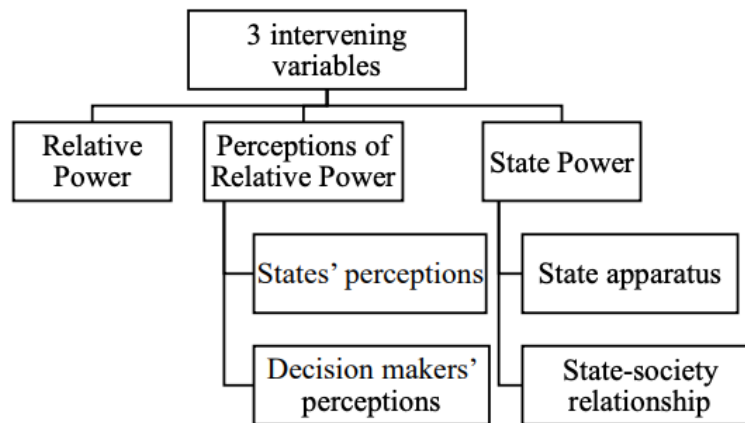 3 intervening
variables
Relative
Power
Perceptions of
Relative Power
State Power
States’ perceptions
State apparatus
Decision makers’
perceptions
State-society
relationship